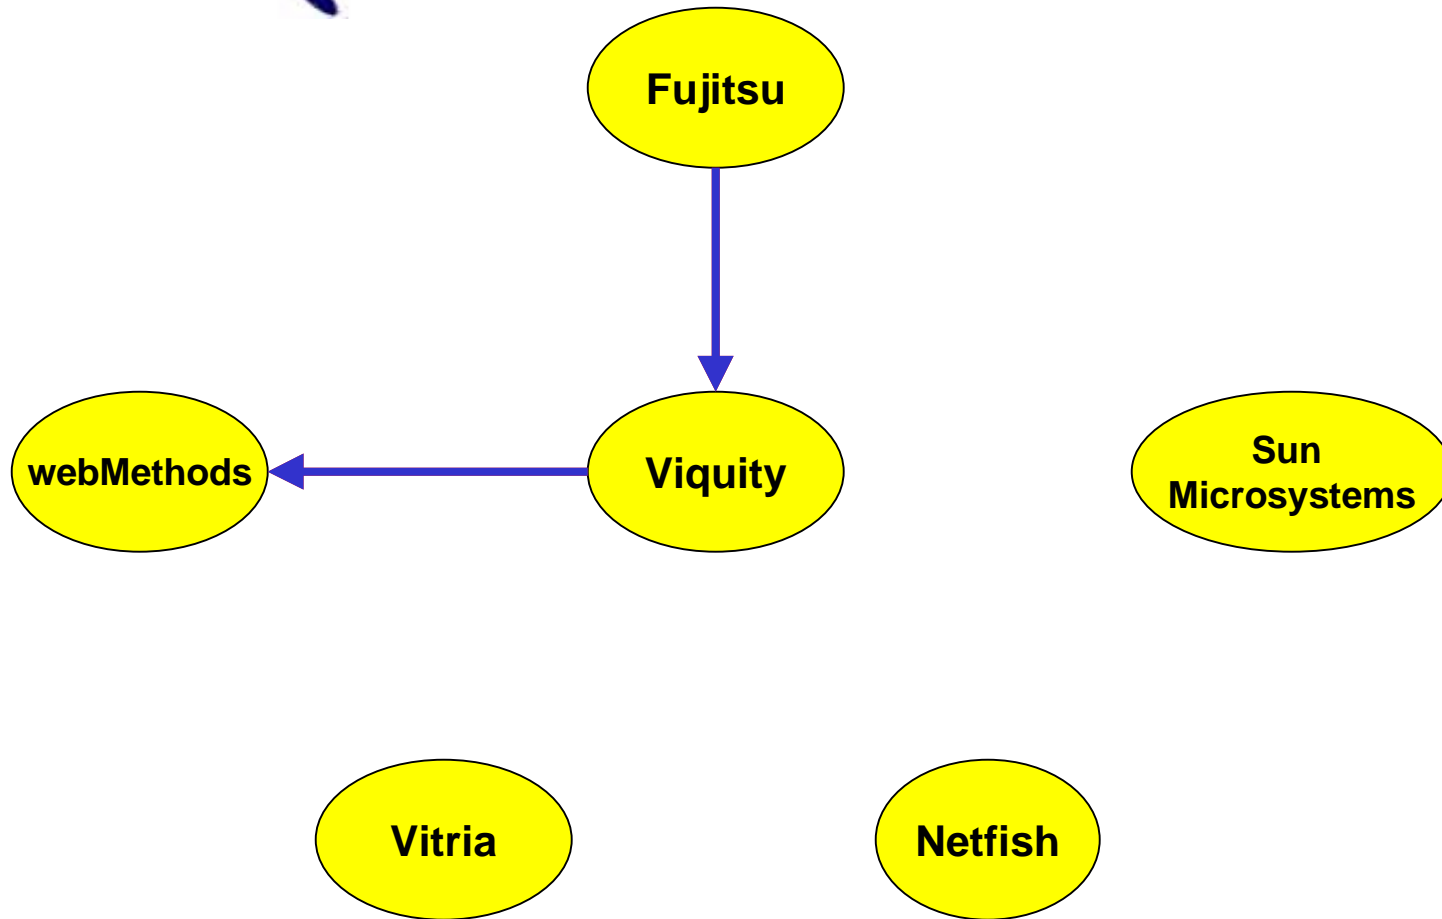 Fujitsu
webMethods
Viquity
Sun
Microsystems
Vitria
Netfish